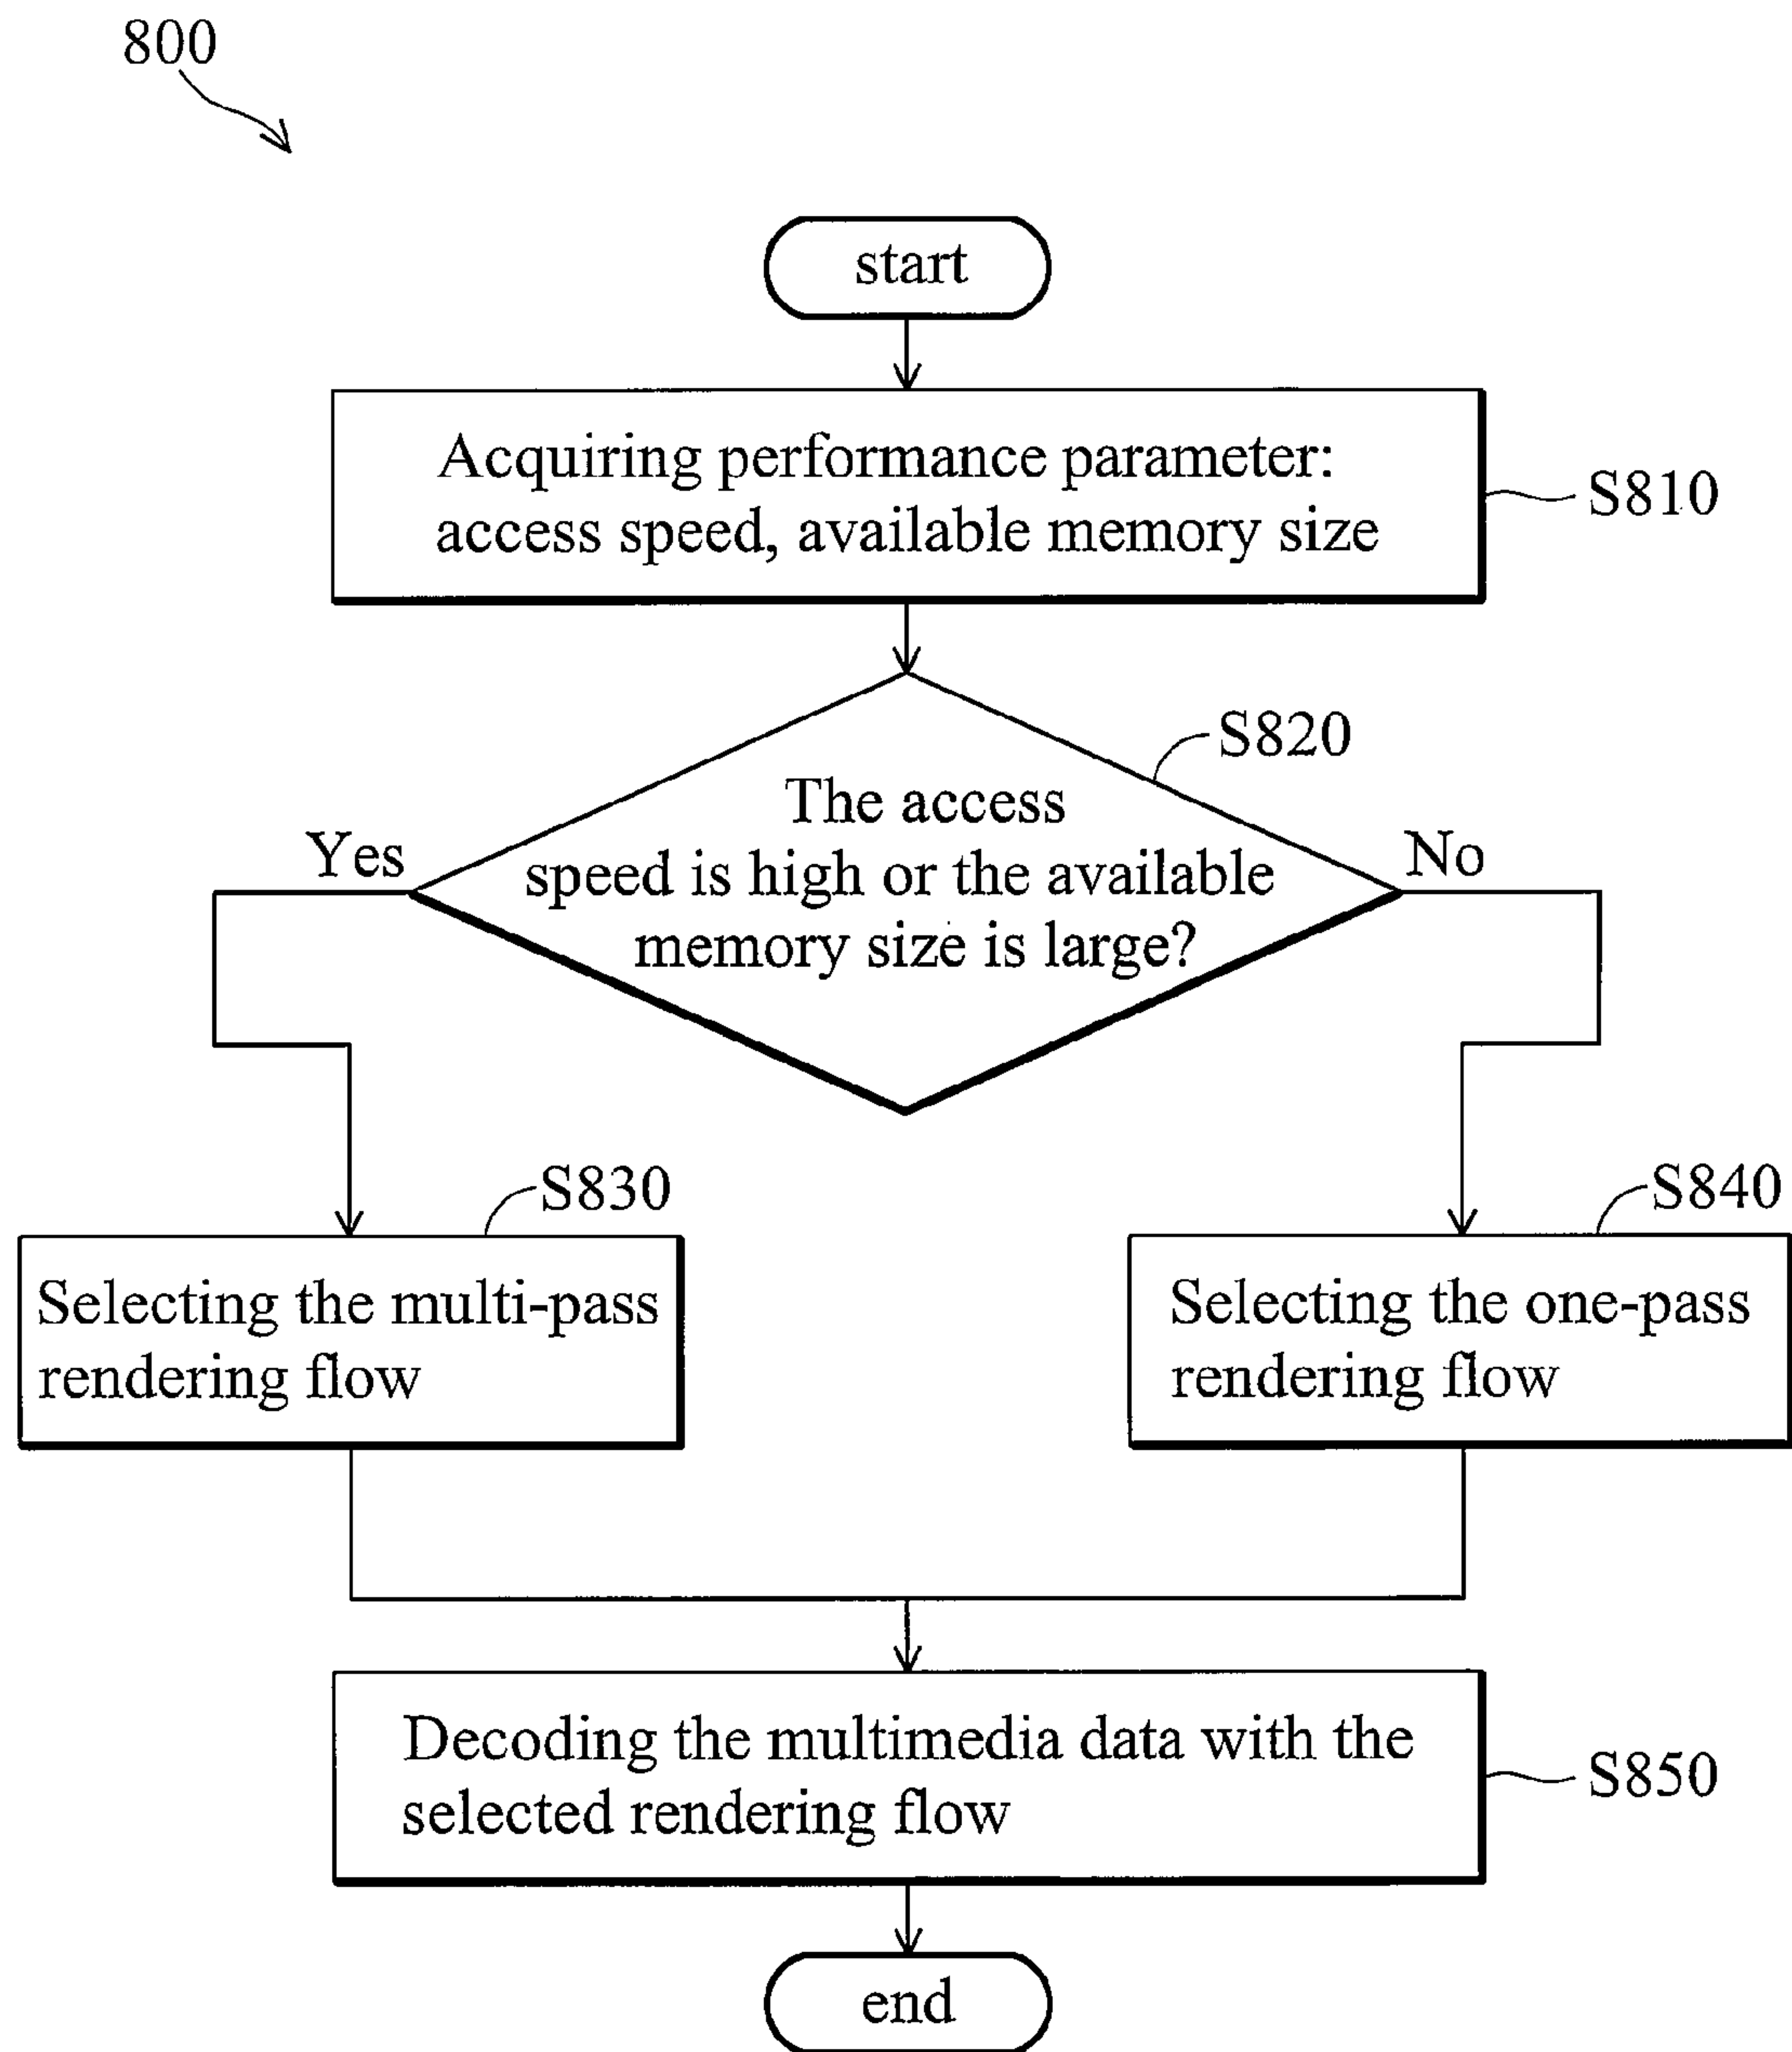 800
start
Acquiring performance parameter:
access speed, available memory size
S810
S820
The access
speed is high or the available
memory size is large?
Yes
No
S830
Selecting the multi-pass
rendering flow
S840
Selecting the one-pass
rendering flow
Decoding the multimedia data with the
selected rendering flow
S850
end